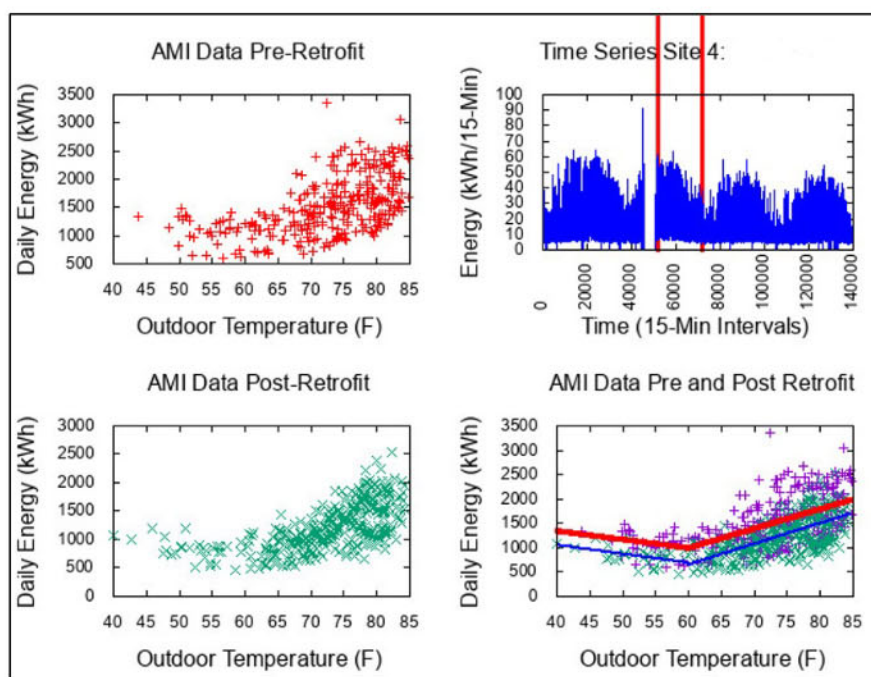 AMI Data Pre-Retrofit
Daily Energy (kWh)
3500
3000
2500
2000
1500
1000
500
40 45 50 55 60 65 70 75 80 85
Outdoor Temperature (F)
Time Series Site 4:
Energy (kWh/15-Min)
100
90
80
70
60
50
40
30
20
10
0
0 20000 40000 60000 80000 100000 120000 140000
Time (15-Min Intervals)
AMI Data Post-Retrofit
Daily Energy (kWh)
3000
2500
2000
1500
1000
500
0
40 45 50 55 60 65 70 75 80 85
Outdoor Temperature (F)
AMI Data Pre and Post Retrofit
Daily Energy (kWh)
3500
3000
2500
2000
1500
1000
500
0
40 45 50 55 60 65 70 75 80 85
Outdoor Temperature (F)